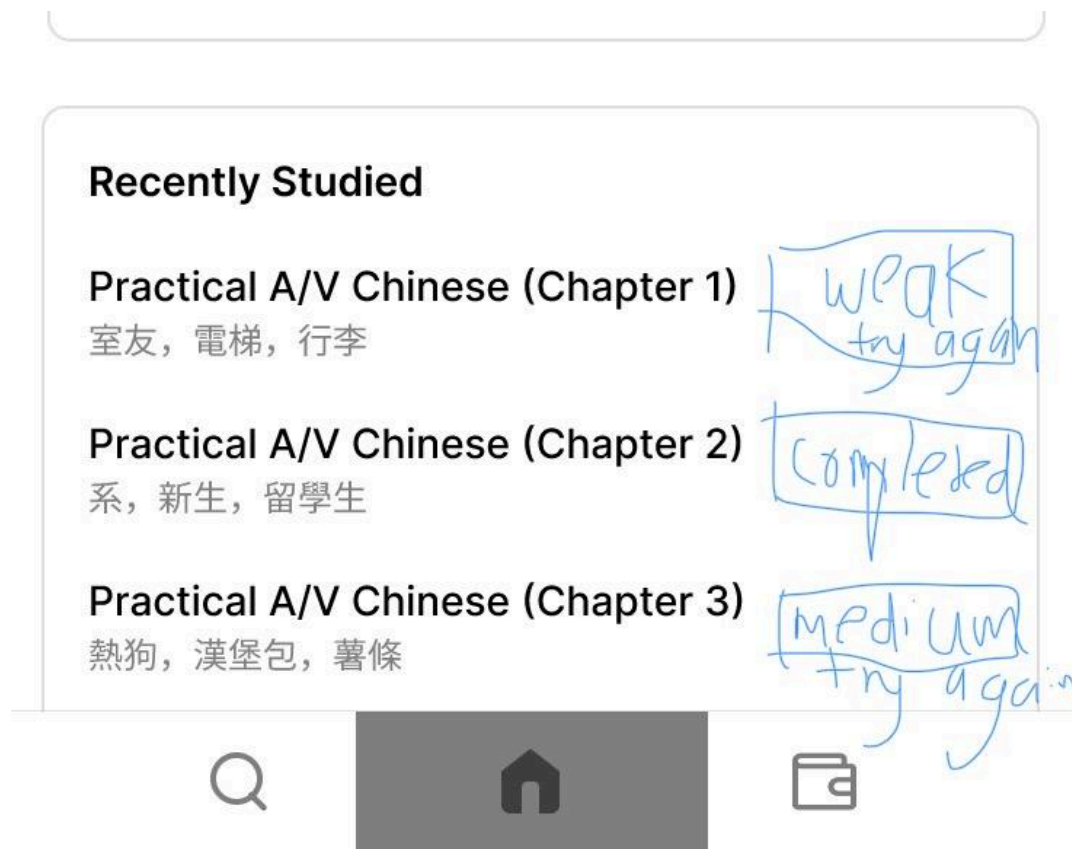 Recently Studied
Practical A/V Chinese (Chapter 1)
weak
室友，電梯，行李
try again
Practical A/V Chinese (Chapter 2)
completed
系，新生，留學生
Practical A/V Chinese (Chapter 3)
medium
熱狗，漢堡包，薯條
try again